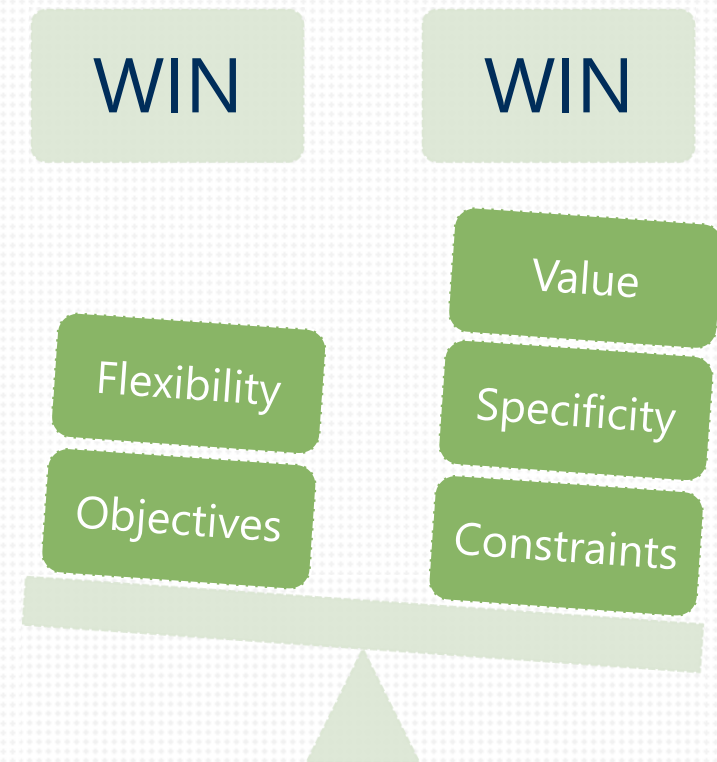 WIN
WIN
Flexibility
Objectives
Value
Specificity
Constraints